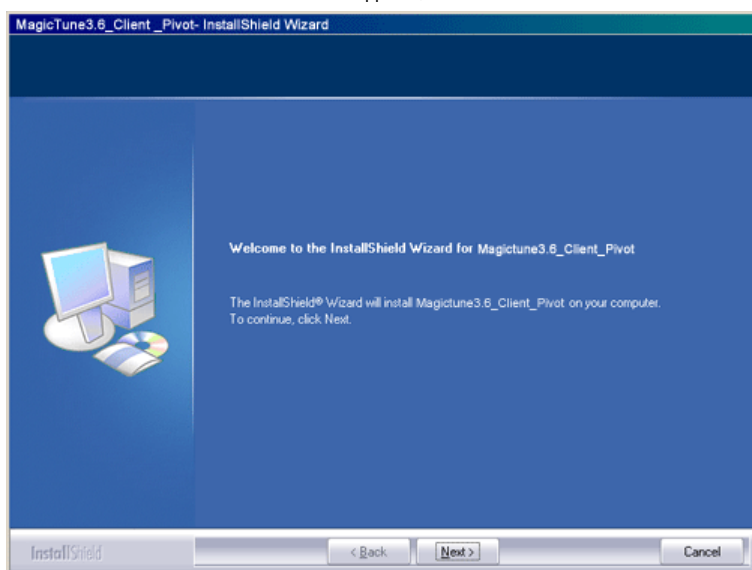 MagicTune3.6_Client _Pivot- InstallShield Wizard
Welcome to the InstallShield Wizard for Magictune3.6_Client_Pivot
The InstallShield® Wizard will install Magictune3.6_Client_Pivot on your computer.
To continue, click Next.
InstallShield
< Back
Next >
Cancel